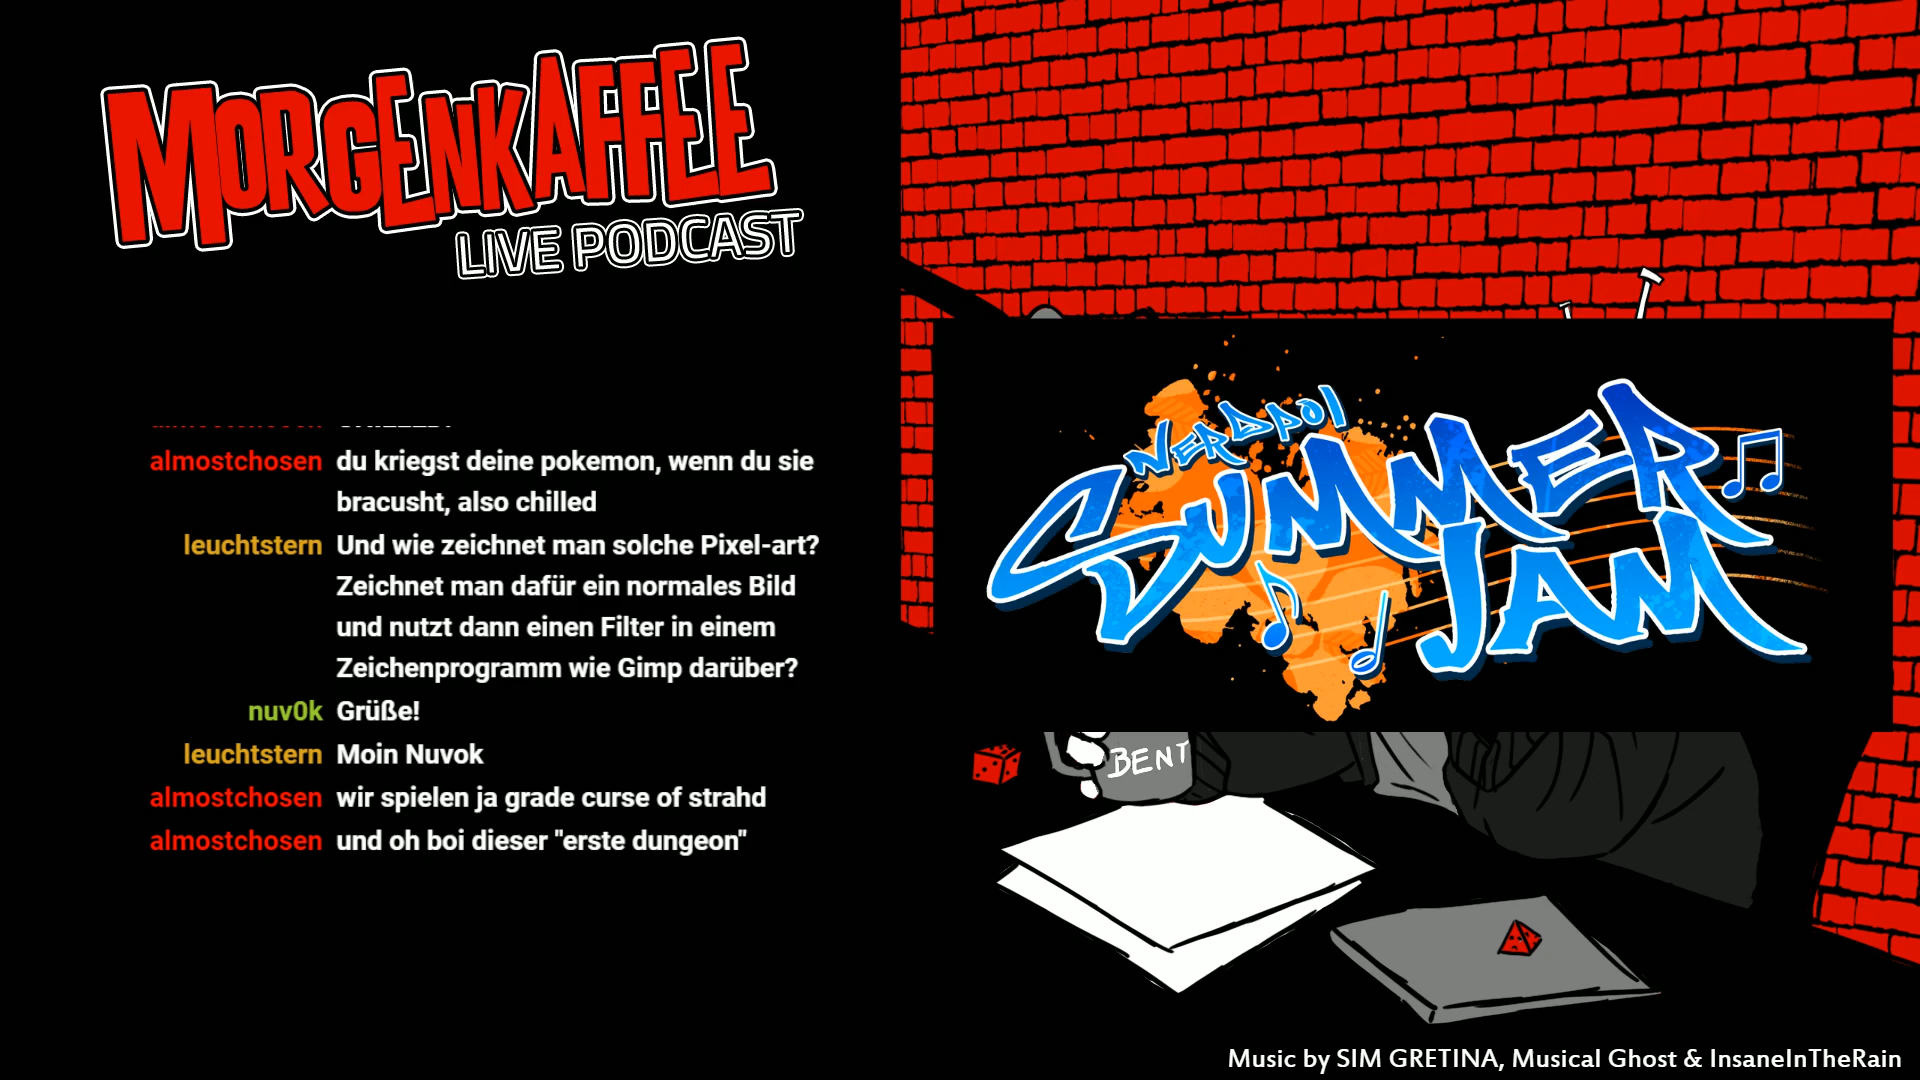 MORGENKAFFEE
LIVE PODCAST
almostchosen du kriegst deine pokemon, wenn du sie
bracusht, also chilled
leuchtstern Und wie zeichnet man solche Pixel-art?
Zeichnet man dafür ein normales Bild
und nutzt dann einen Filter in einem
Zeichenprogramm wie Gimp darüber?
nuv0k Grüße!
leuchtstern Moin Nuvok
almostchosen wir spielen ja grade curse of strahd
almostchosen und oh boi dieser "erste dungeon"
NERDPOL
SUMMER
JAM
BENT
Music by SIM GRETINA, Musical Ghost & InsaneInTheRain